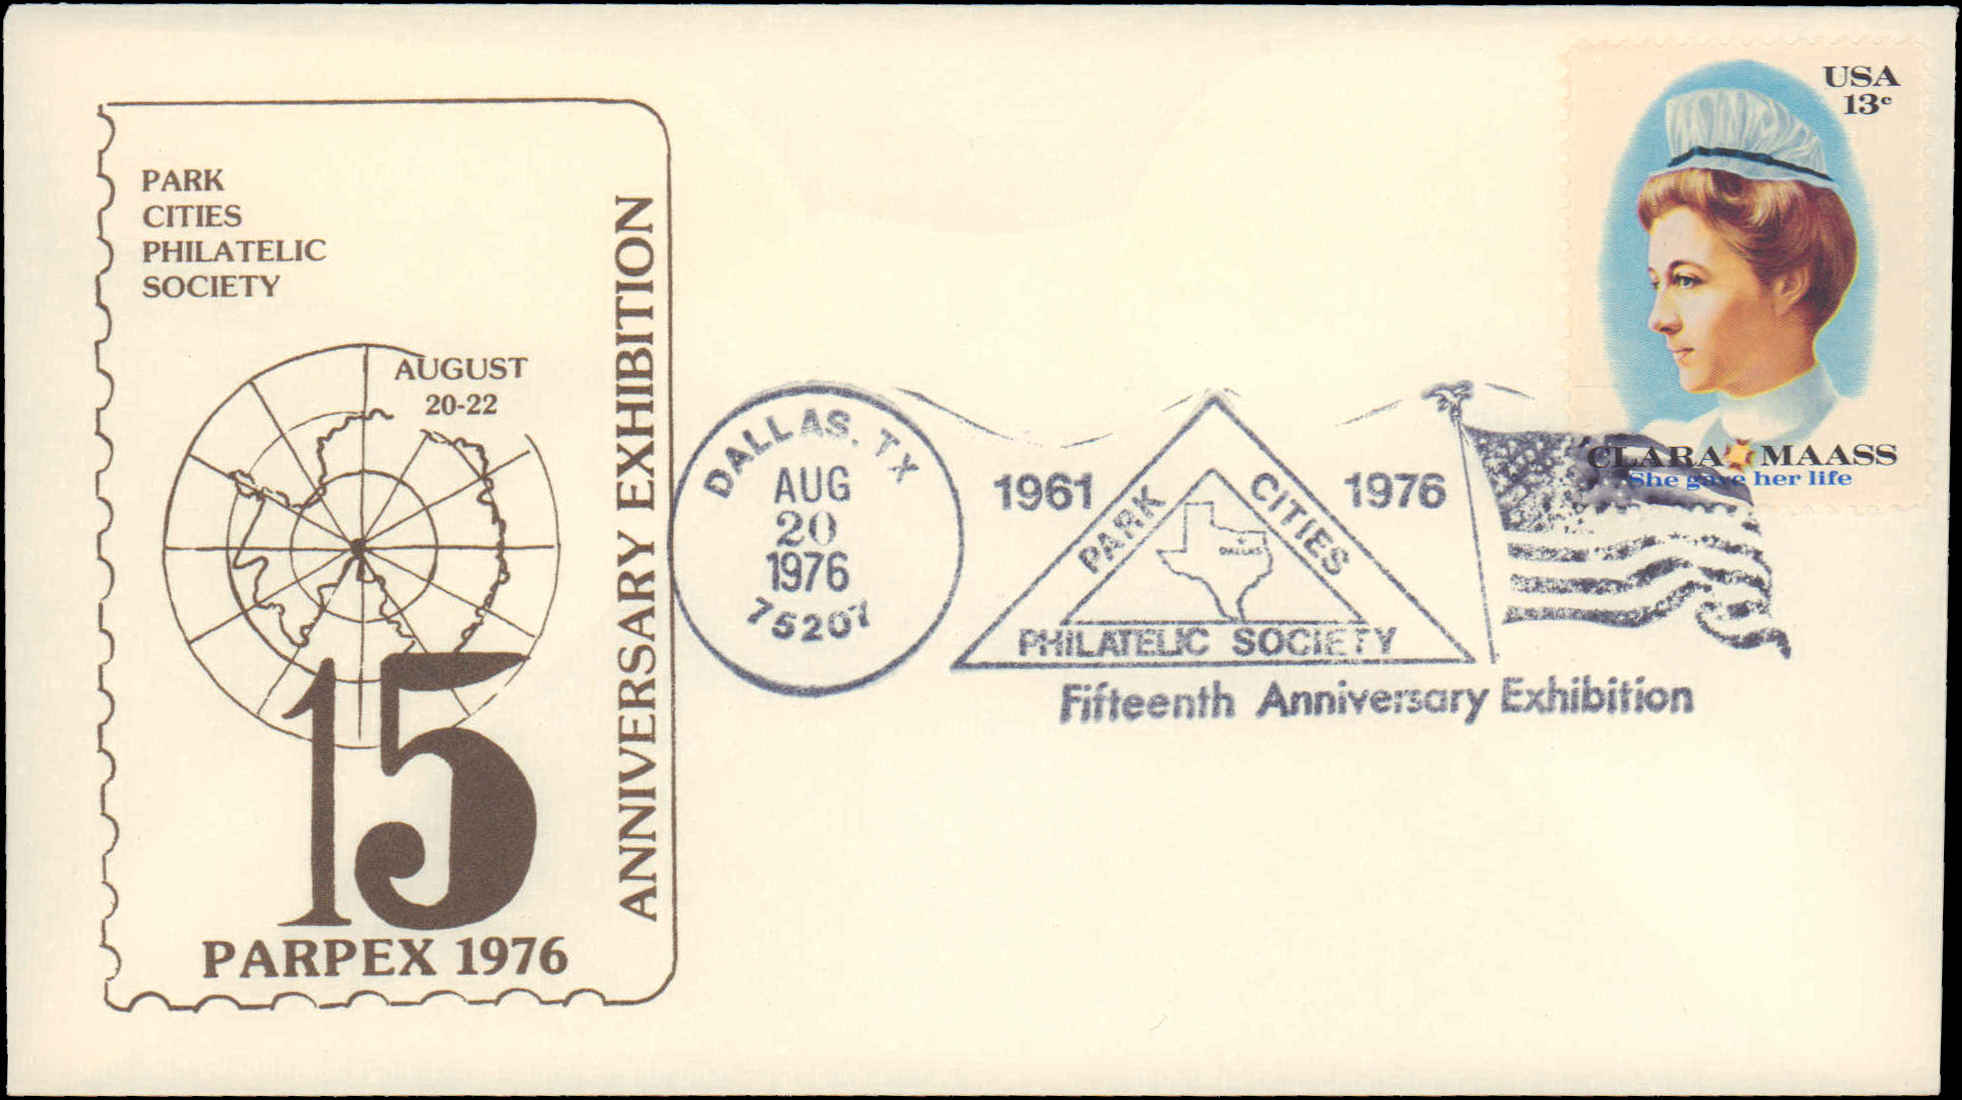 PARK
CITIES
PHILATELIC
SOCIETY
AUGUST
20-22
15
PARPEX 1976
ANNIVERSARY EXHIBITION
DALLAS, TX
AUG
20
1976
75207
1961
1976
PARK CITIES
DALLAS
PHILATELIC SOCIETY
Fifteenth Anniversary Exhibition
USA
13c
CLARA MAASS
She gave her life